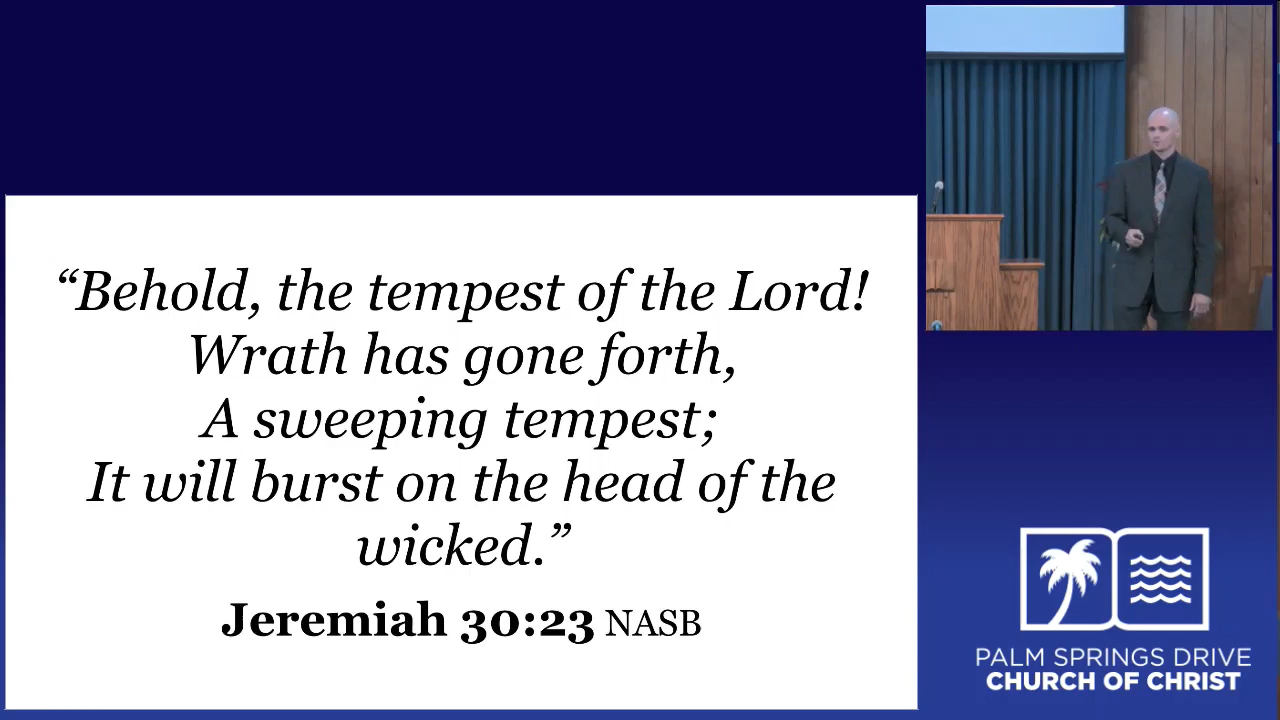 “Behold, the tempest of the Lord!
Wrath has gone forth,
A sweeping tempest;
It will burst on the head of the
wicked.”
Jeremiah 30:23 NASB
PALM SPRINGS DRIVE
CHURCH OF CHRIST